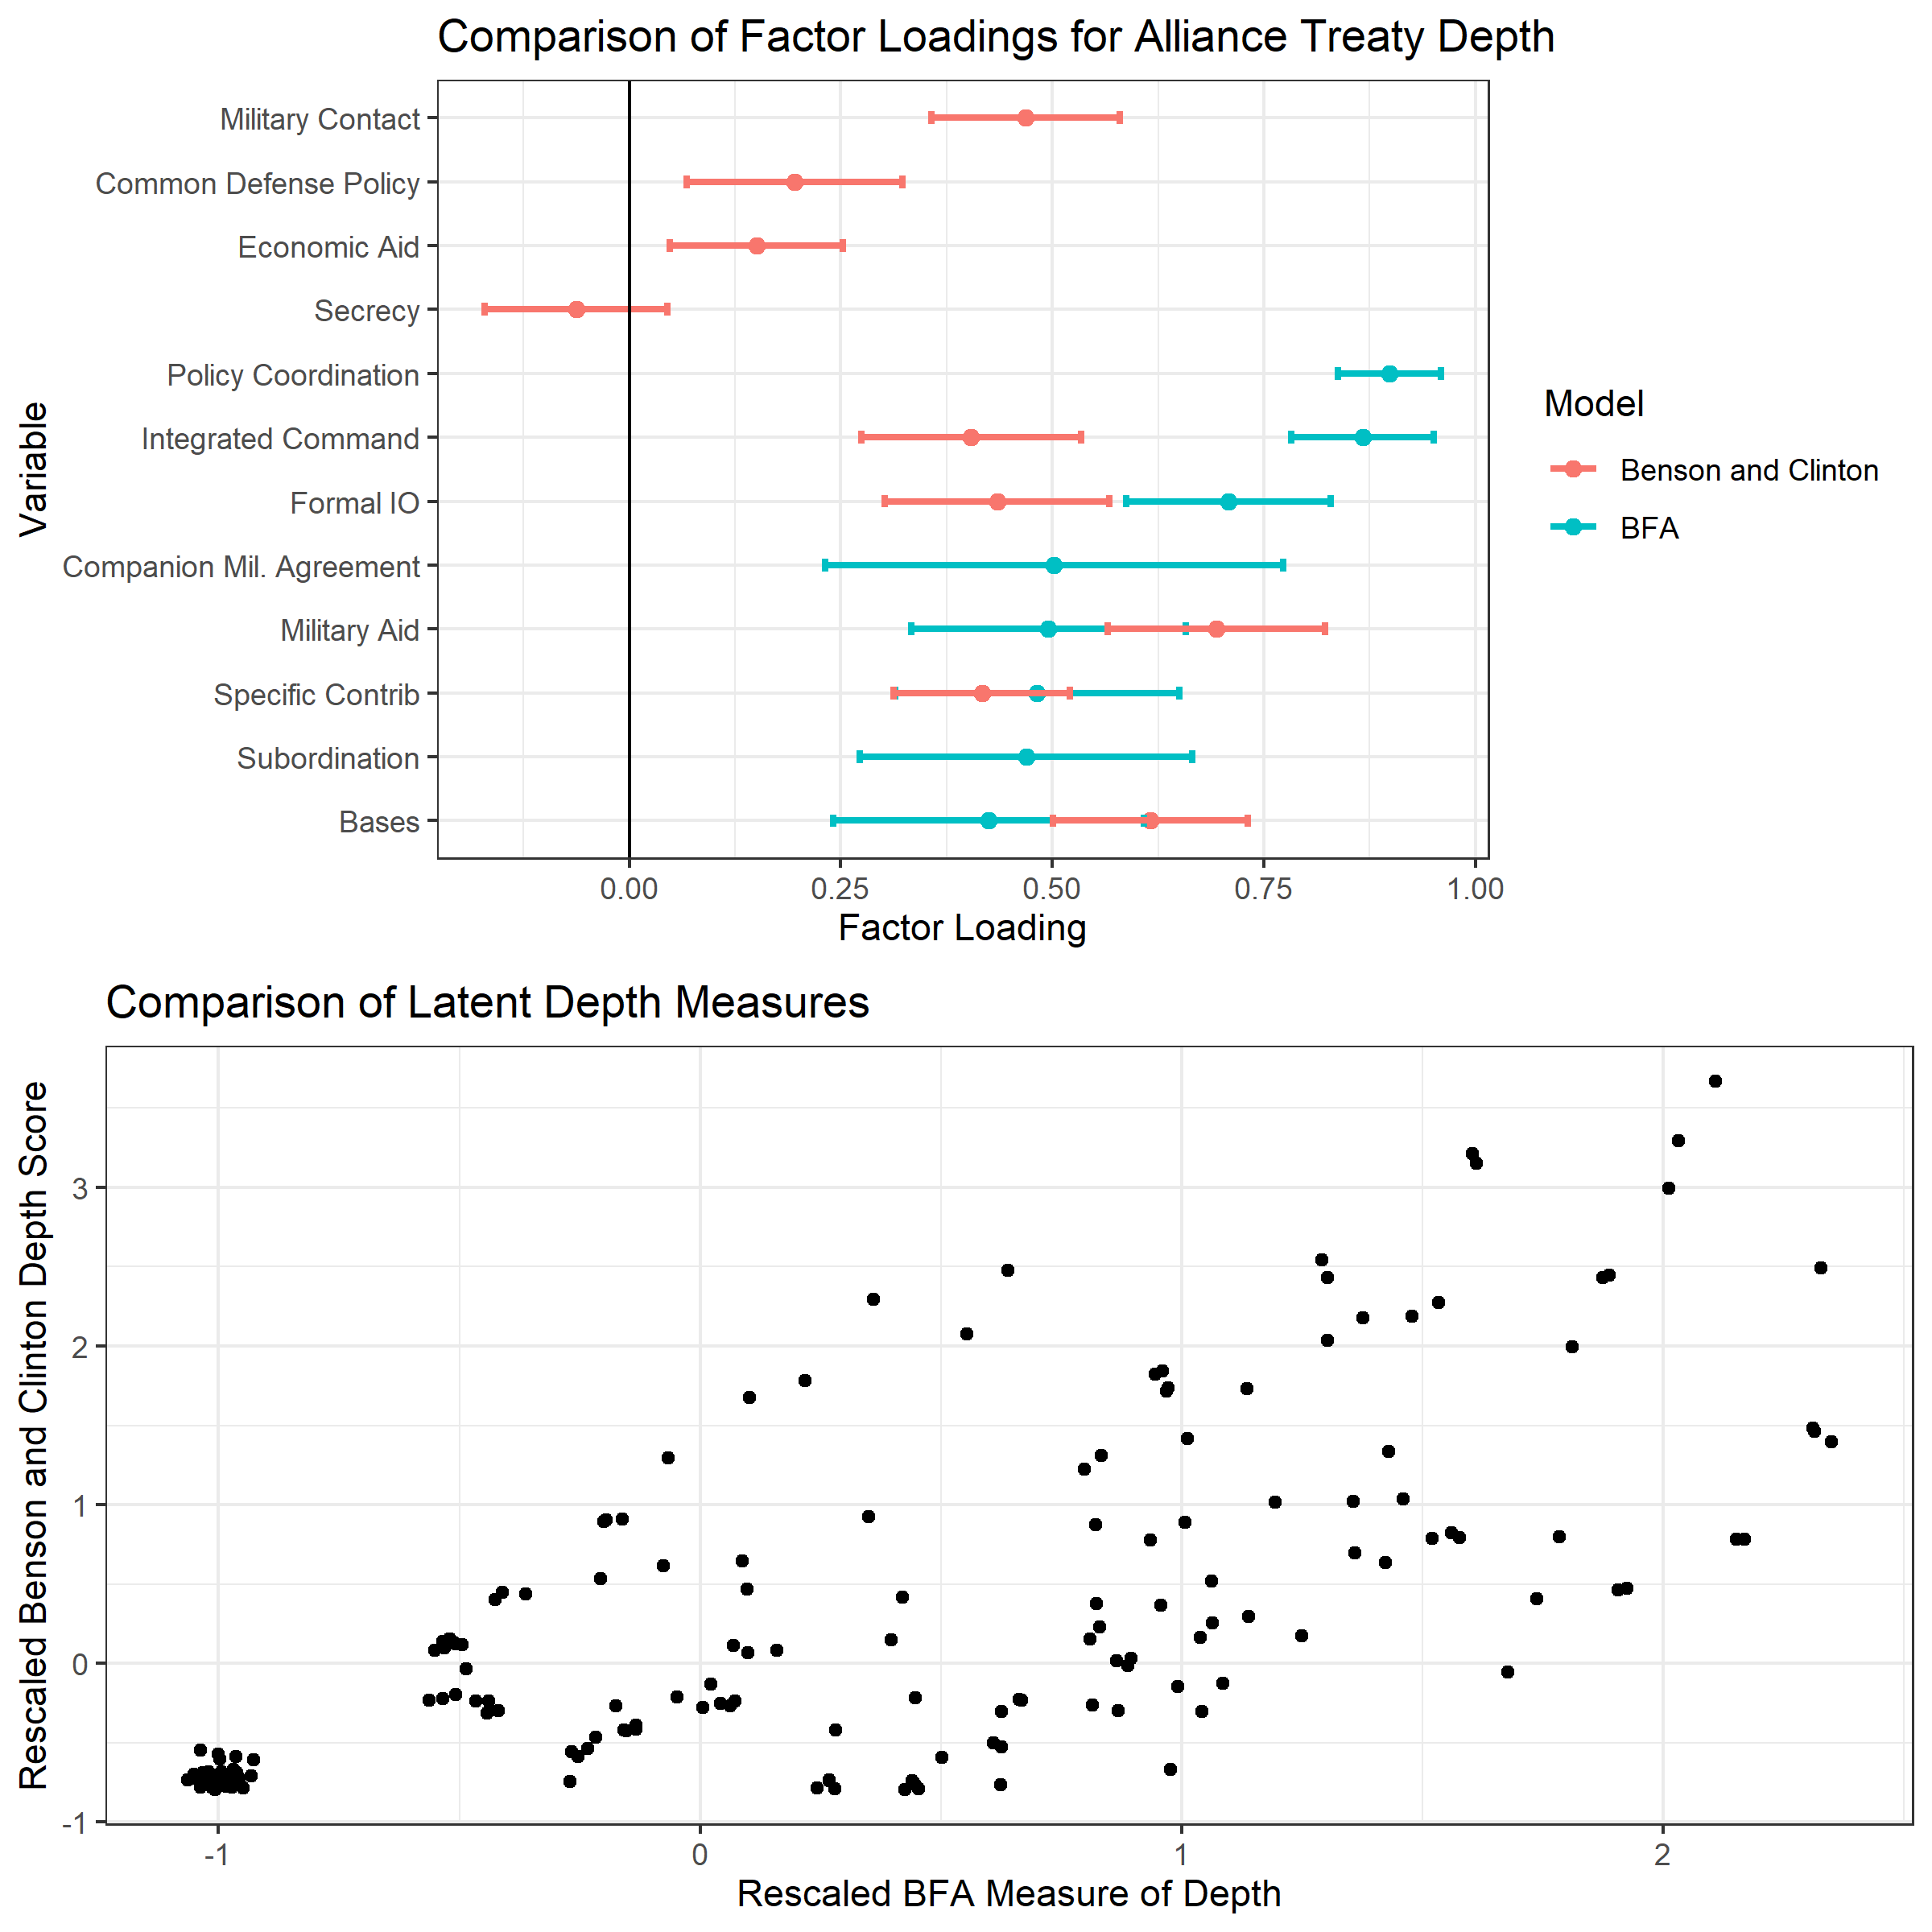 Comparison of Factor Loadings for Alliance Treaty Depth
Variable
Military Contact
Common Defense Policy
Economic Aid
Secrecy
Policy Coordination
Integrated Command
Formal IO
Companion Mil. Agreement
Military Aid
Specific Contrib
Subordination
Bases
0.00 0.25 0.50 0.75 1.00
Factor Loading
Model
Benson and Clinton
BFA
Comparison of Latent Depth Measures
Rescaled Benson and Clinton Depth Score
3
2
1
0
-1
-1 0 1 2
Rescaled BFA Measure of Depth